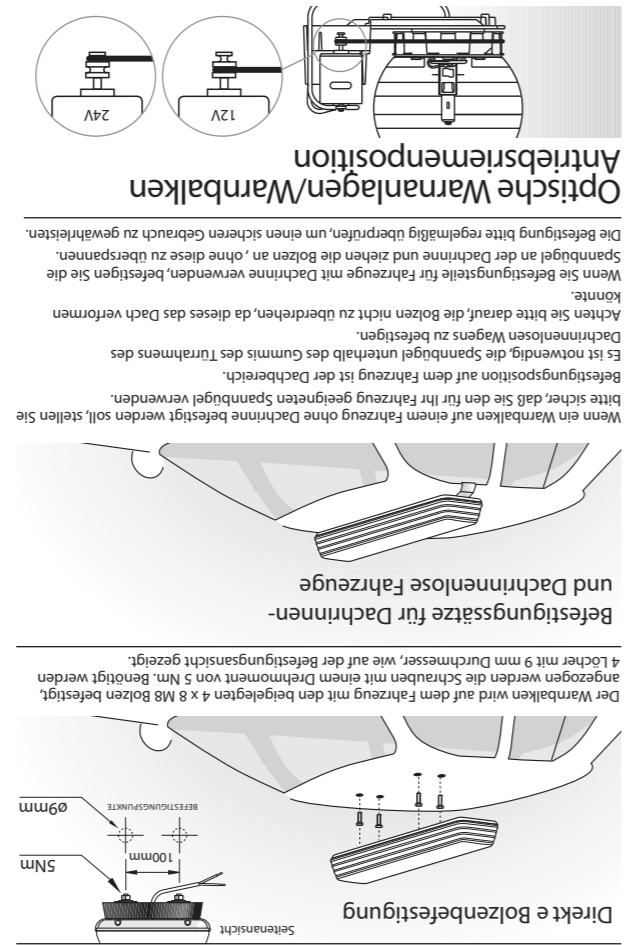 Direkte Bolzenbefestigung
Seitenansicht
5Nm
100mm
ø9mm
BEFESTIGUNGSPUNKTE
Der Warnbalken wird auf dem Fahrzeug mit den beigelegten 4 x 8 M8 Bolzen befestigt,
angezogen werden die Schrauben mit einem Drehmoment von 5 Nm. Benötigt werden
4 Löcher mit 9 mm Durchmesser, wie auf der Befestigungsansicht gezeigt.
Befestigungssätze für Dachrinnen-
und Dachrinnenlose Fahrzeuge
Wenn ein Warnbalken auf einem Fahrzeug ohne Dachrinne befestigt werden soll, stellen Sie
bitte sicher, daß Sie den für Ihr Fahrzeug geeigneten Spannbügel verwenden.
Befestigungsposition auf dem Fahrzeug ist der Dachbereich.
Es ist notwendig, die Spannbügel unterhalb des Gummis des Türrahmens des
Dachrinnenlosen Wagens zu befestigen.
Achten Sie bitte darauf, die Bolzen nicht zu überdrehen, da dieses das Dach verformen
könnte.
Wenn Sie Befestigungsteile für Fahrzeuge mit Dachrinne verwenden, befestigen Sie die
Spannbügel an der Dachrinne und ziehen die Bolzen an , ohne diese zu überspannen.
Die Befestigung bitte regelmäßig überprüfen, um einen sicheren Gebrauch zu gewährleisten.
Optische Warnanlagen/Warnbalken
Antriebsriemenposition
12V
24V